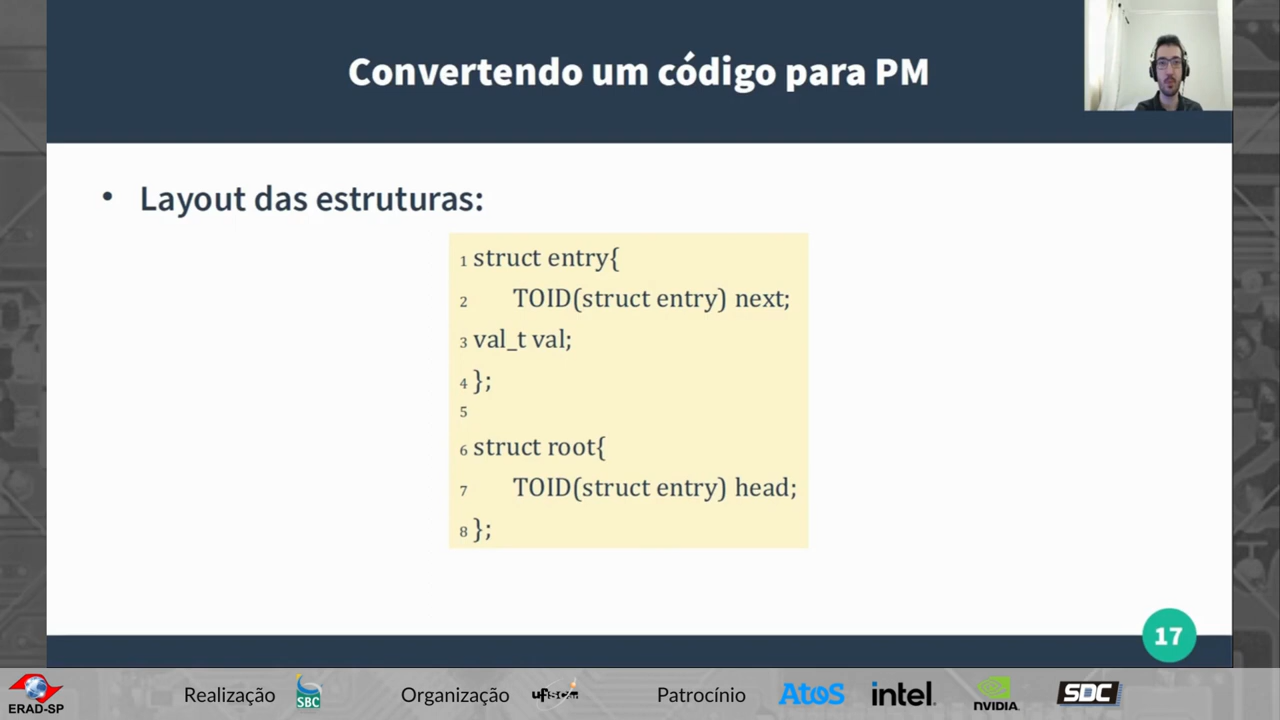 Convertendo um código para PM
• Layout das estruturas:
1 struct entry{
2 TOID(struct entry) next;
3 val_t val;
4 };
5
6 struct root{
7 TOID(struct entry) head;
8 };
17
ERAD-SP
Realização
SBC
Organização
ufscar
Patrocínio
Atos
intel.
NVIDIA
SDC